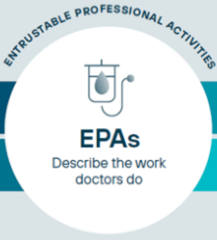 ENTRUSTABLE PROFESSIONAL ACTIVITIES
EPAs
Describe the work
doctors do